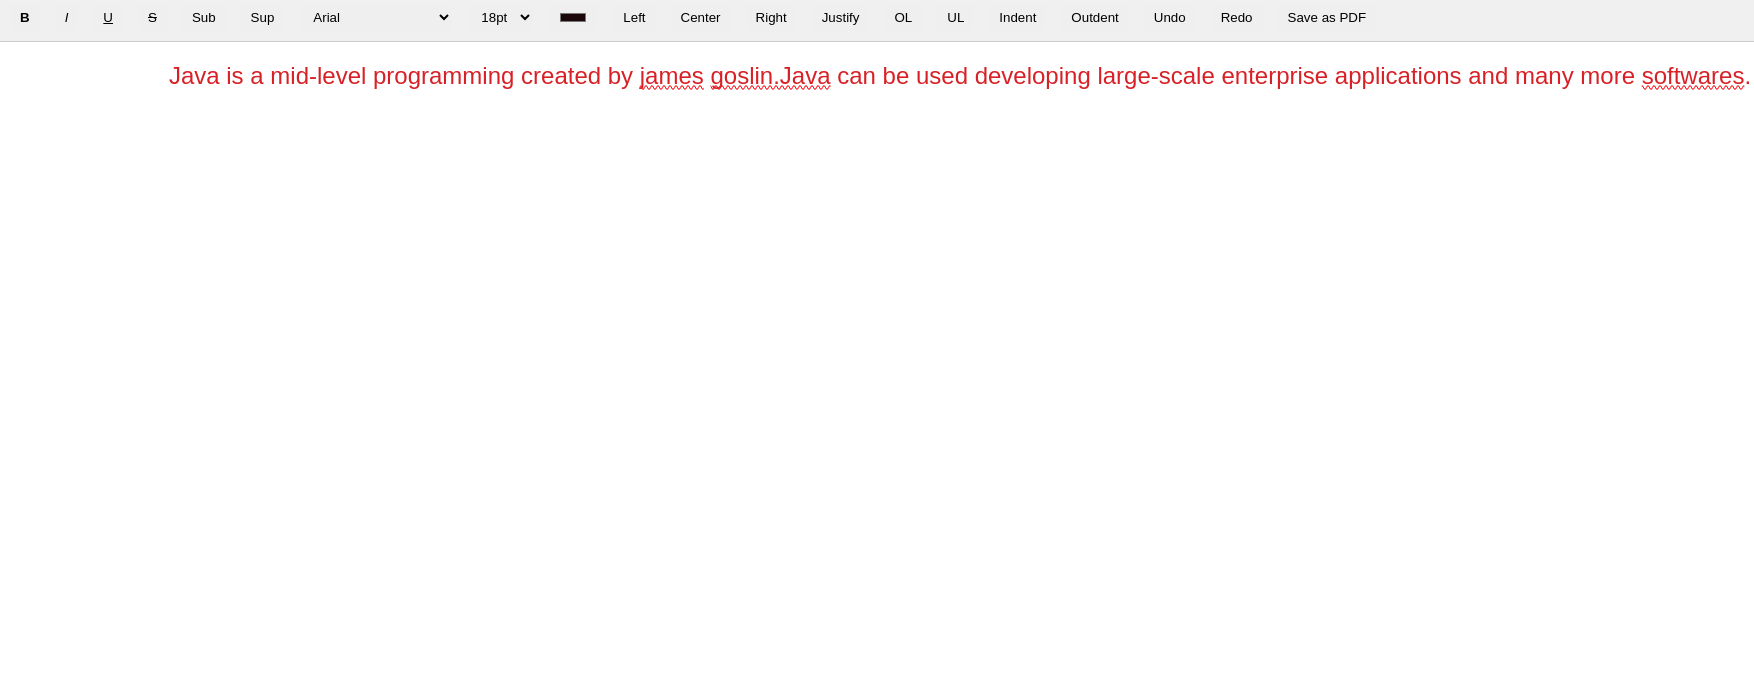 B I U S Sub Sup Arial 18pt Left Center Right Justify OL UL Indent Outdent Undo Redo Save as PDF
Java is a mid-level programming created by james goslin.Java can be used developing large-scale enterprise applications and many more softwares.